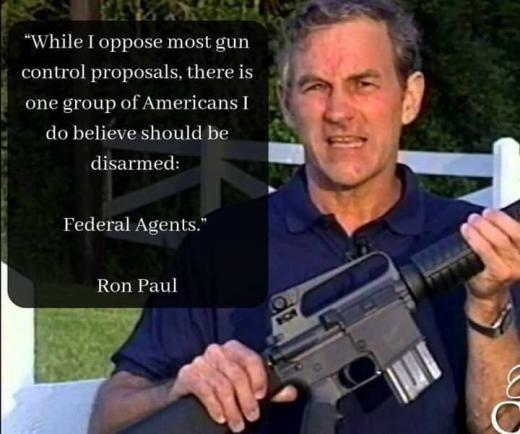 “While I oppose most gun
control proposals, there is
one group of Americans I
do believe should be
disarmed:
Federal Agents.”
Ron Paul